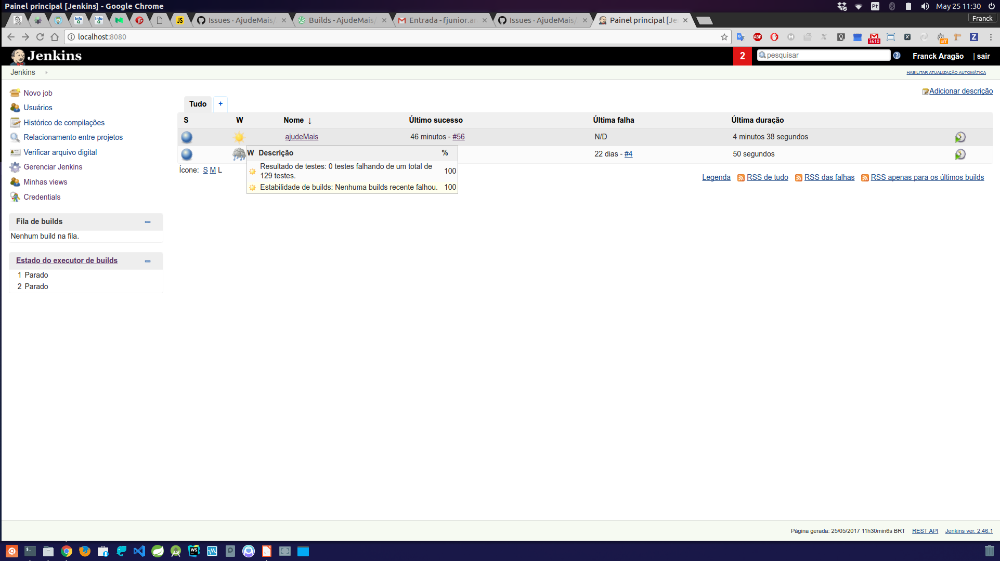 Painel principal [Jenkins] - Google Chrome
Pt
May 25 11:30
InfoQ
InfoQ
JS
Issues · AjudeMais/
Builds - AjudeMais/
Entrada - fjunior.ar
Issues · AjudeMais/
Painel principal [Je
Franck
localhost:8080
ABP
3610
off
Z
Jenkins
2
pesquisar
Franck Aragão
| sair
Jenkins
HABILITAR ATUALIZAÇÃO AUTOMÁTICA
Novo job
Usuários
Histórico de compilações
Relacionamento entre projetos
Verificar arquivo digital
Gerenciar Jenkins
Minhas views
Credentials
Fila de builds
Nenhum build na fila.
Estado do executor de builds
1 Parado
2 Parado
Adicionar descrição
Tudo
+
S W Nome ↓ Último sucesso Última falha Última duração
ajudeMais 46 minutos - #56 N/D 4 minutos 38 segundos
22 dias - #4 50 segundos
W Descrição %
Resultado de testes: 0 testes falhando de um total de
129 testes.
100
Estabilidade de builds: Nenhuma builds recente falhou. 100
Ícone: S M L
Legenda RSS de tudo RSS das falhas RSS apenas para os últimos builds
Página gerada: 25/05/2017 11h30min6s BRT REST API Jenkins ver. 2.46.1
WS